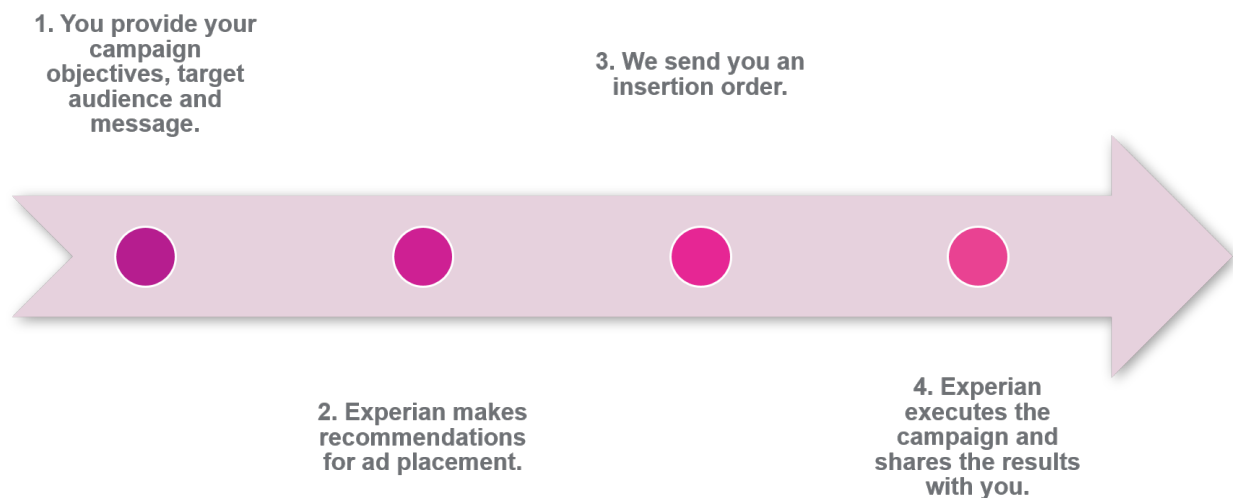 1. You provide your
campaign
objectives, target
audience and
message.
2. Experian makes
recommendations
for ad placement.
3. We send you an
insertion order.
4. Experian
executes the
campaign and
shares the results
with you.